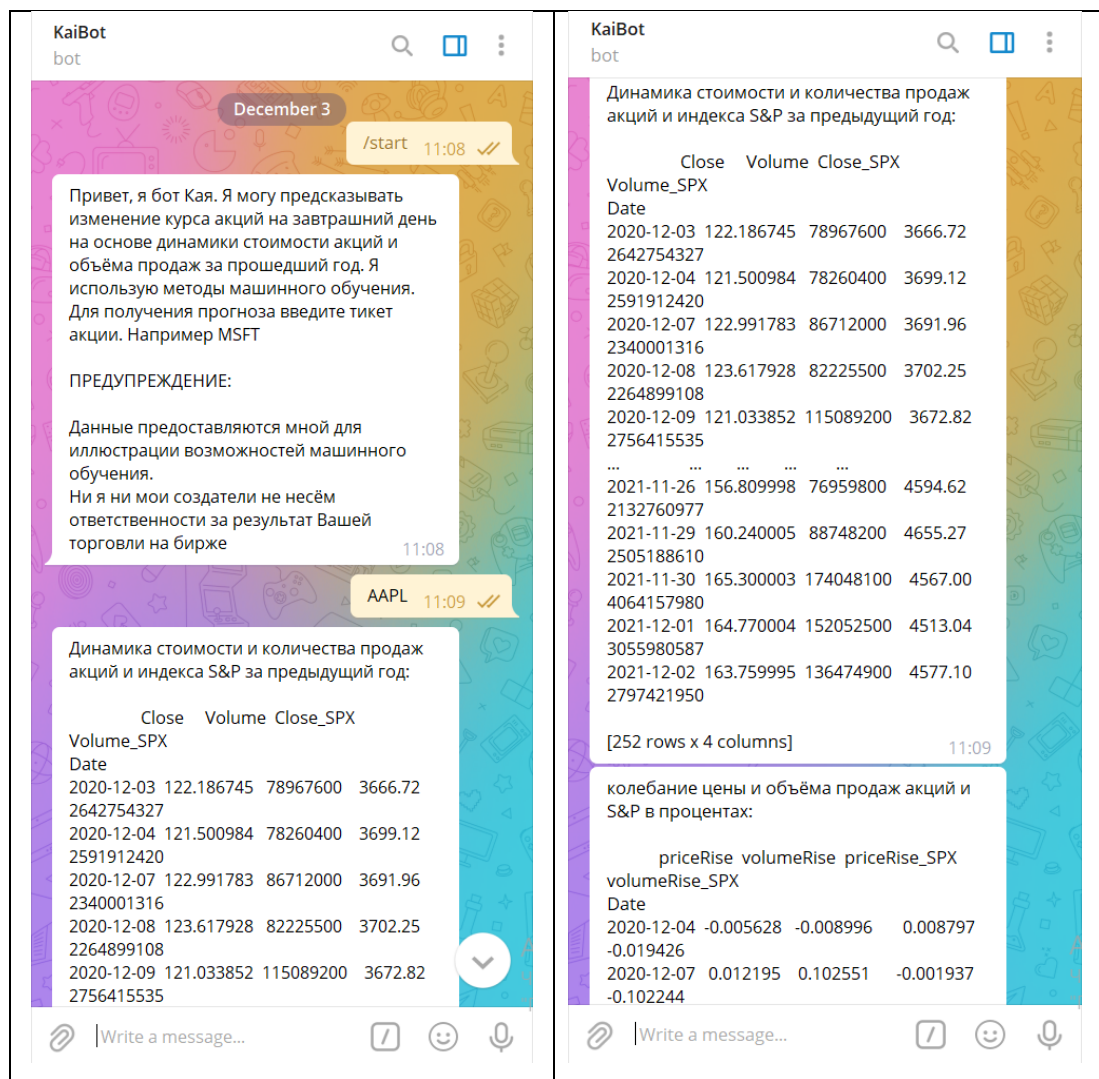 KaiBot
bot
December 3
/start 11:08
Привет, я бот Кая. Я могу предсказывать
изменение курса акций на завтрашний день
на основе динамики стоимости акций и
объёма продаж за прошедший год. Я
использую методы машинного обучения.
Для получения прогноза введите тикет
акции. Например MSFT
ПРЕДУПРЕЖДЕНИЕ:
Данные предоставляются мной для
иллюстрации возможностей машинного
обучения.
Ни я ни мои создатели не несём
ответственности за результат Вашей
торговли на бирже 11:08
AAPL 11:09
Динамика стоимости и количества продаж
акций и индекса S&P за предыдущий год:
Close Volume Close_SPX
Volume_SPX
Date
2020-12-03 122.186745 78967600 3666.72
2642754327
2020-12-04 121.500984 78260400 3699.12
2591912420
2020-12-07 122.991783 86712000 3691.96
2340001316
2020-12-08 123.617928 82225500 3702.25
2264899108
2020-12-09 121.033852 115089200 3672.82
2756415535
Write a message...
KaiBot
bot
Динамика стоимости и количества продаж
акций и индекса S&P за предыдущий год:
Close Volume Close_SPX
Volume_SPX
Date
2020-12-03 122.186745 78967600 3666.72
2642754327
2020-12-04 121.500984 78260400 3699.12
2591912420
2020-12-07 122.991783 86712000 3691.96
2340001316
2020-12-08 123.617928 82225500 3702.25
2264899108
2020-12-09 121.033852 115089200 3672.82
2756415535
... ... ... ... ...
2021-11-26 156.809998 76959800 4594.62
2132760977
2021-11-29 160.240005 88748200 4655.27
2505188610
2021-11-30 165.300003 174048100 4567.00
4064157980
2021-12-01 164.770004 152052500 4513.04
3055980587
2021-12-02 163.759995 136474900 4577.10
2797421950
[252 rows x 4 columns] 11:09
колебание цены и объёма продаж акций и
S&P в процентах:
priceRise volumeRise priceRise_SPX
volumeRise_SPX
Date
2020-12-04 -0.005628 -0.008996 0.008797
-0.019426
2020-12-07 0.012195 0.102551 -0.001937
-0.102244
Write a message...